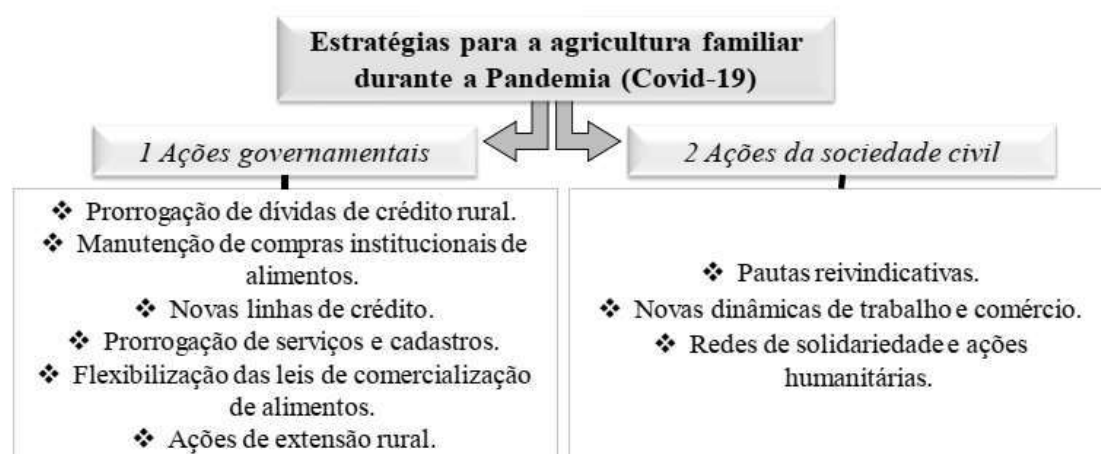 Estratégias para a agricultura familiar
durante a Pandemia (Covid-19)
1 Ações governamentais
2 Ações da sociedade civil
❖ Prorrogação de dívidas de crédito rural.
❖ Manutenção de compras institucionais de
alimentos.
❖ Novas linhas de crédito.
❖ Prorrogação de serviços e cadastros.
❖ Flexibilização das leis de comercialização
de alimentos.
❖ Ações de extensão rural.
❖ Pautas reivindicativas.
❖ Novas dinâmicas de trabalho e comércio.
❖ Redes de solidariedade e ações
humanitárias.